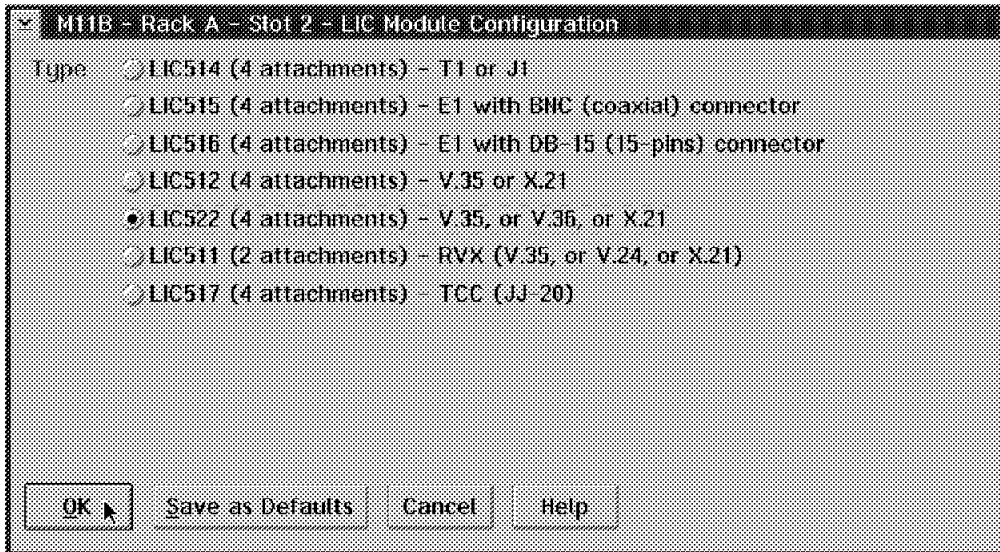 M11B - Rack A - Slot 2 - LIC Module Configuration
Type LIC514 (4 attachments) - T1 or J1
LIC515 (4 attachments) - E1 with BNC (coaxial) connector
LIC516 (4 attachments) - E1 with DB-15 (15-pins) connector
LIC512 (4 attachments) - V.35 or X.21
LIC522 (4 attachments) - V.35, or V.36, or X.21
LIC511 (2 attachments) - RVX (V.35, or V.24, or X.21)
LIC517 (4 attachments) - TCC (JJ-20)
OK Save as Defaults Cancel Help